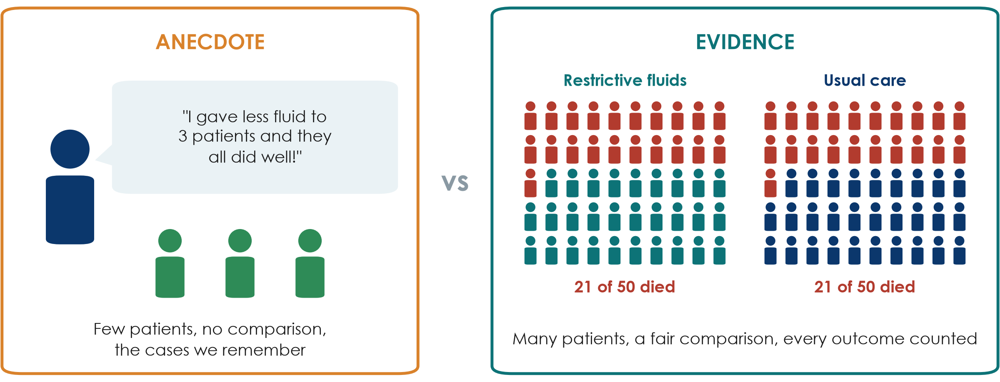 ANECDOTE
"I gave less fluid to
3 patients and they
all did well!"
Few patients, no comparison,
the cases we remember
vs
EVIDENCE
Restrictive fluids
Usual care
21 of 50 died
21 of 50 died
Many patients, a fair comparison, every outcome counted